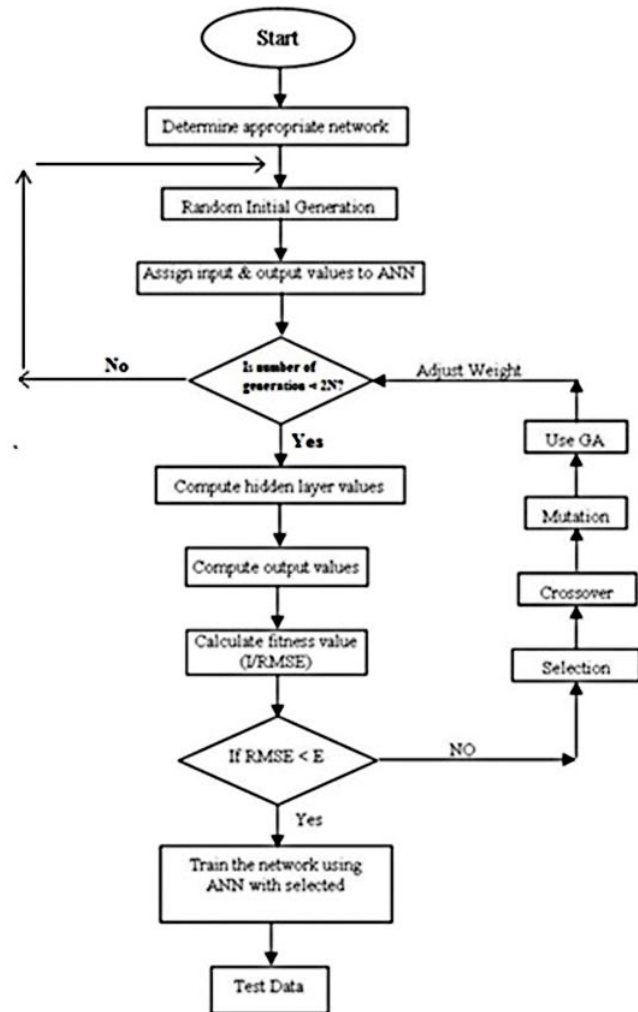 Start
Determine appropriate network
Random Initial Generation
Assign input & output values to ANN
Is number of
generation < 2N?
No
Yes
Adjust Weight
Use GA
Mutation
Crossover
Selection
Compute hidden layer values
Compute output values
Calculate fitness value
(I/RMSE)
If RMSE < E
NO
Yes
Train the network using
ANN with selected
Test Data